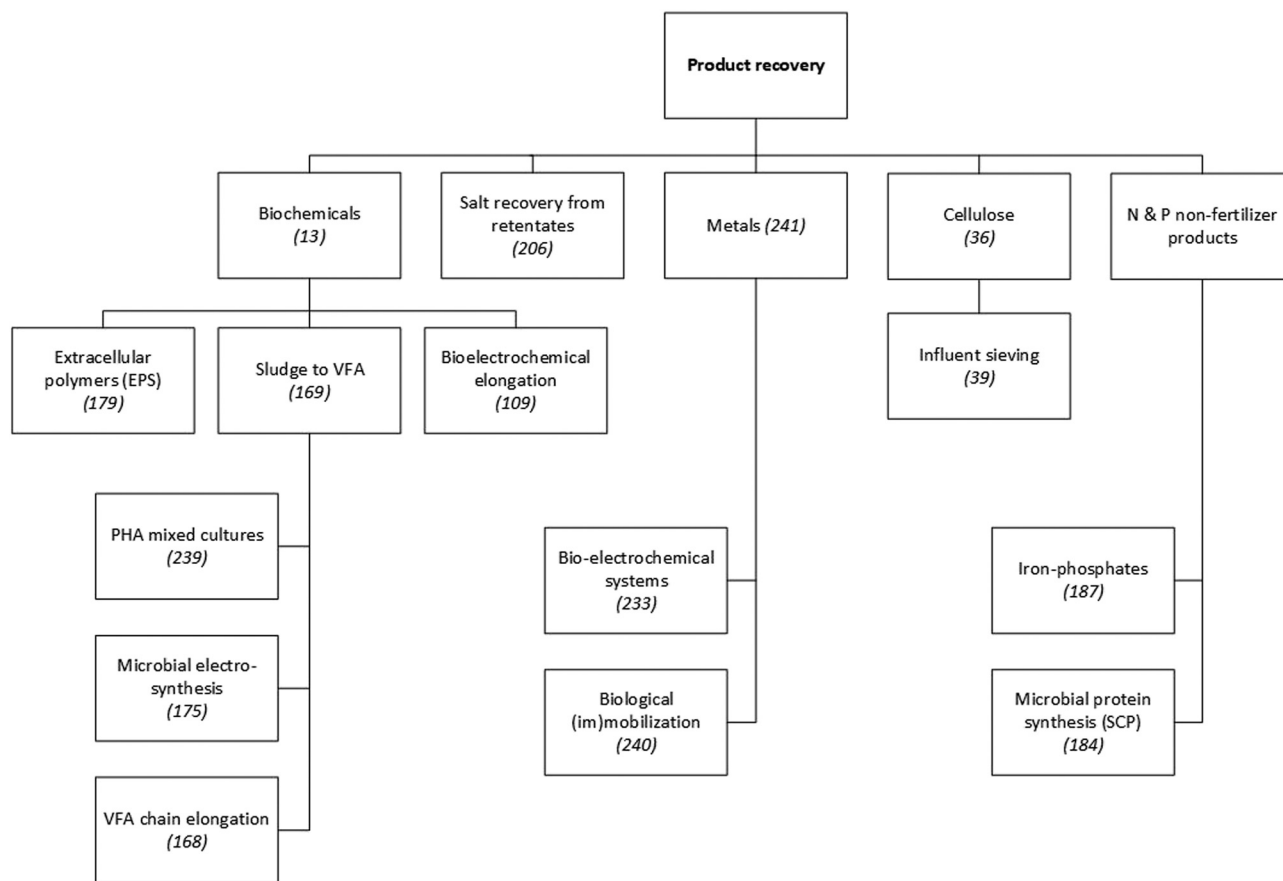 Product recovery
Biochemicals
(13)
Salt recovery from
retentates
(206)
Metals (241)
Cellulose
(36)
N & P non-fertilizer
products
Extracellular
polymers (EPS)
(179)
Sludge to VFA
(169)
Bioelectrochemical
elongation
(109)
Influent sieving
(39)
PHA mixed cultures
(239)
Microbial electro-
synthesis
(175)
VFA chain elongation
(168)
Bio-electrochemical
systems
(233)
Biological
(im)mobilization
(240)
Iron-phosphates
(187)
Microbial protein
synthesis (SCP)
(184)